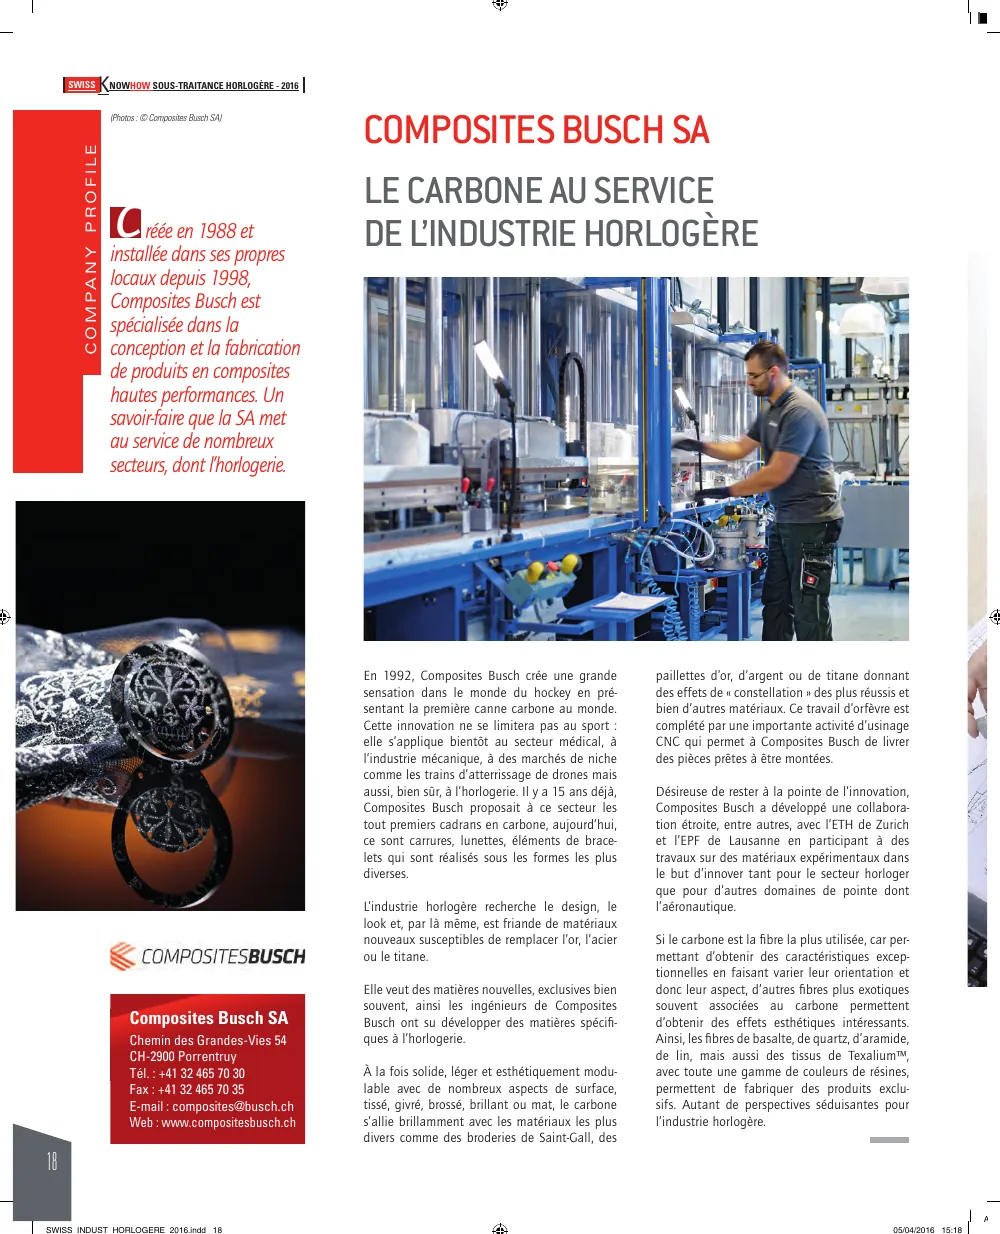 SWISS KNOWHOW SOUS-TRAITANCE HORLOGÈRE - 2016
COMPANY PROFILE
(Photos : © Composites Busch SA)
Créée en 1988 et
installée dans ses propres
locaux depuis 1998,
Composites Busch est
spécialisée dans la
conception et la fabrication
de produits en composites
hautes performances. Un
savoir-faire que la SA met
au service de nombreux
secteurs, dont l'horlogerie.
COMPOSITES BUSCH SA
LE CARBONE AU SERVICE
DE L'INDUSTRIE HORLOGÈRE
En 1992, Composites Busch crée une grande
sensation dans le monde du hockey en pré-
sentant la première canne carbone au monde.
Cette innovation ne se limitera pas au sport :
elle s'applique bientôt au secteur médical, à
l'industrie mécanique, à des marchés de niche
comme les trains d'atterrissage de drones mais
aussi, bien sûr, à l'horlogerie. Il y a 15 ans déjà,
Composites Busch proposait à ce secteur les
tout premiers cadrans en carbone, aujourd'hui,
ce sont carrures, lunettes, éléments de brace-
lets qui sont réalisés sous les formes les plus
diverses.
L'industrie horlogère recherche le design, le
look et, par là même, est friande de matériaux
nouveaux susceptibles de remplacer l'or, l'acier
ou le titane.
Elle veut des matières nouvelles, exclusives bien
souvent, ainsi les ingénieurs de Composites
Busch ont su développer des matières spécifi-
ques à l'horlogerie.
À la fois solide, léger et esthétiquement modu-
lable avec de nombreux aspects de surface,
tissé, givré, brossé, brillant ou mat, le carbone
s'allie brillamment avec les matériaux les plus
divers comme des broderies de Saint-Gall, des
paillettes d'or, d'argent ou de titane donnant
des effets de « constellation » des plus réussis et
bien d'autres matériaux. Ce travail d'orfèvre est
complété par une importante activité d'usinage
CNC qui permet à Composites Busch de livrer
des pièces prêtes à être montées.
Désireuse de rester à la pointe de l'innovation,
Composites Busch a développé une collabora-
tion étroite, entre autres, avec l'ETH de Zurich
et l'EPF de Lausanne en participant à des
travaux sur des matériaux expérimentaux dans
le but d'innover tant pour le secteur horloger
que pour d'autres domaines de pointe dont
l'aéronautique.
Si le carbone est la fibre la plus utilisée, car per-
mettant d'obtenir des caractéristiques excep-
tionnelles en faisant varier leur orientation et
donc leur aspect, d'autres fibres plus exotiques
souvent associées au carbone permettent
d'obtenir des effets esthétiques intéressants.
Ainsi, les fibres de basalte, de quartz, d'aramide,
de lin, mais aussi des tissus de Texalium™,
avec toute une gamme de couleurs de résines,
permettent de fabriquer des produits exclu-
sifs. Autant de perspectives séduisantes pour
l'industrie horlogère.
COMPOSITESBUSCH
Composites Busch SA
Chemin des Grandes-Vies 54
CH-2900 Porrentruy
Tél. : +41 32 465 70 30
Fax : +41 32 465 70 35
E-mail : composites@busch.ch
Web : www.compositesbusch.ch
18
SWISS INDUST HORLOGERE 2016.indd 18
05/04/2016 15:18